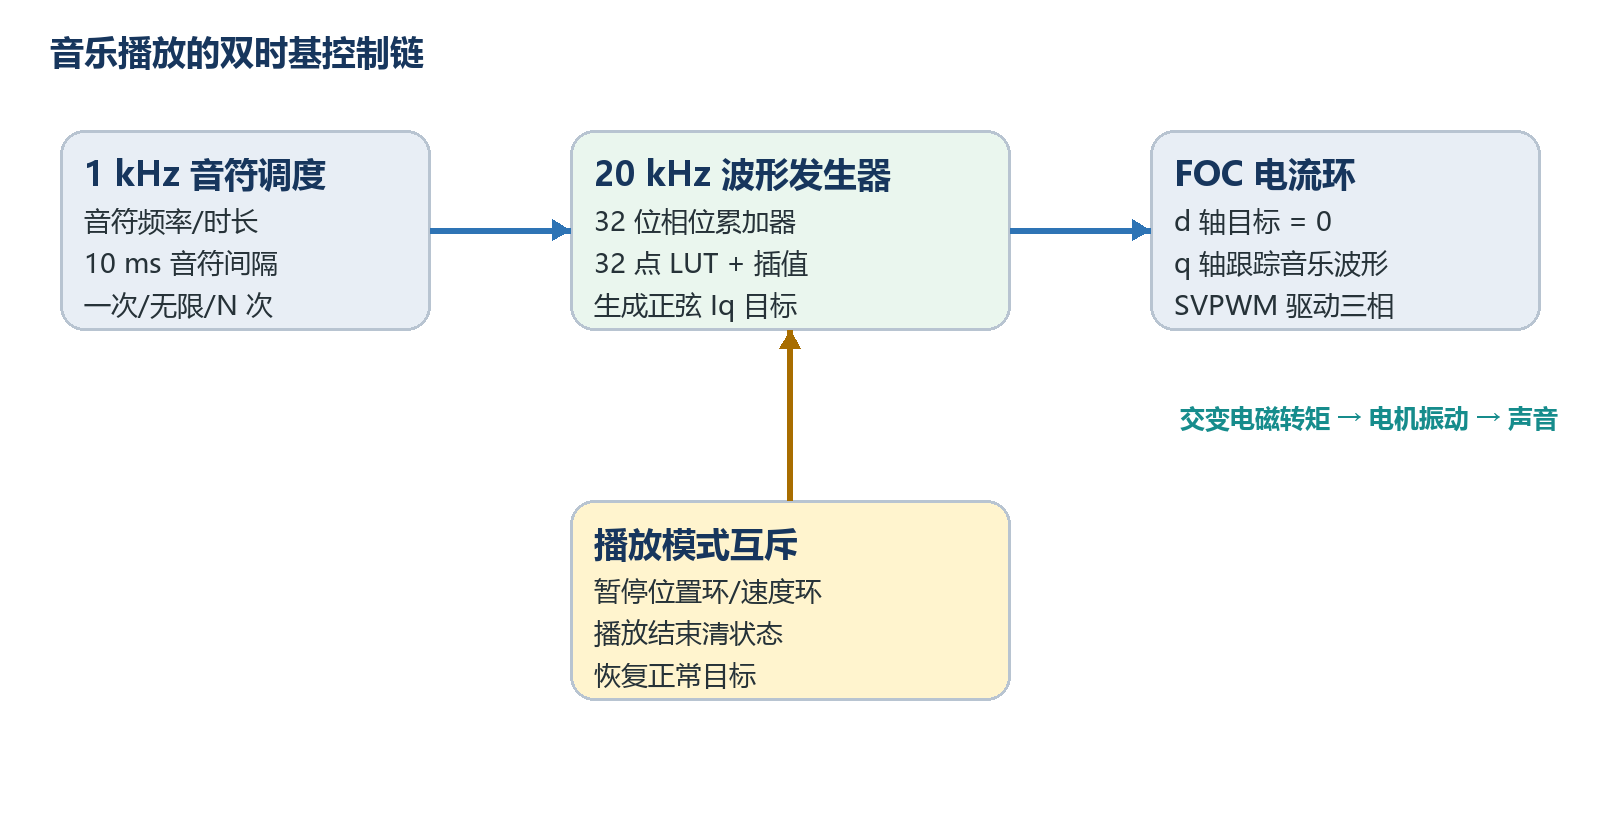 音乐播放的双时基控制链
1 kHz 音符调度
音符频率/时长
10 ms 音符间隔
一次/无限/N 次
20 kHz 波形发生器
32 位相位累加器
32 点 LUT + 插值
生成正弦 Iq 目标
FOC 电流环
d 轴目标 = 0
q 轴跟踪音乐波形
SVPWM 驱动三相
交变电磁转矩 → 电机振动 → 声音
播放模式互斥
暂停位置环/速度环
播放结束清状态
恢复正常目标